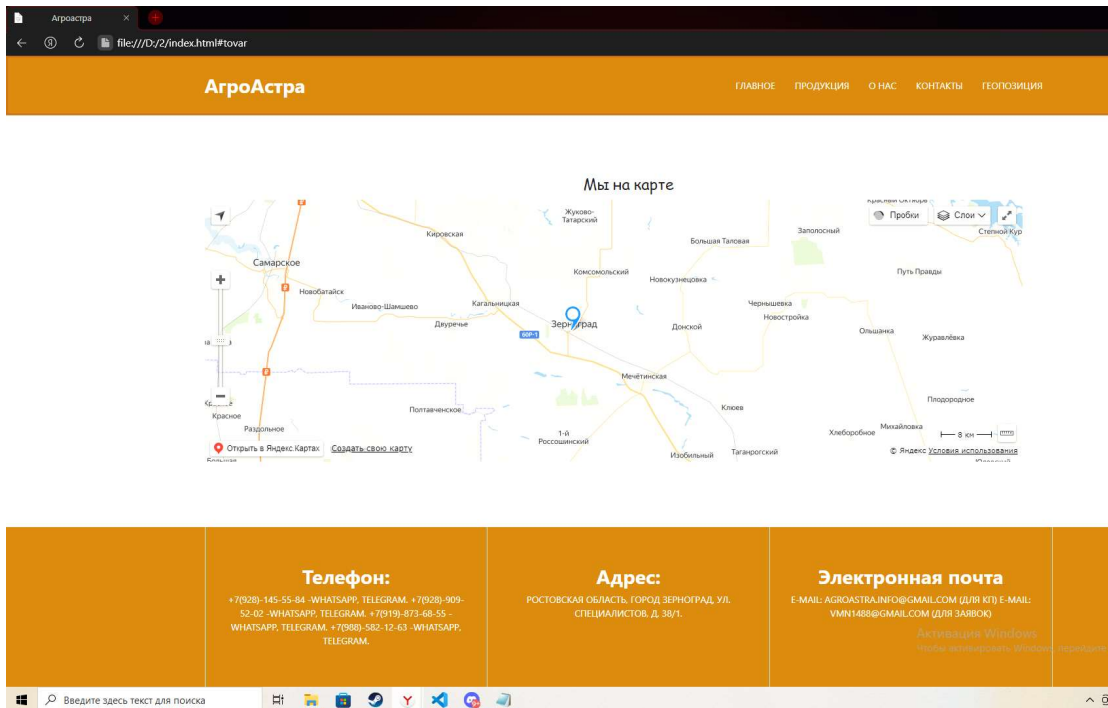 Агроастра
file:///D:/2/index.html#tovar
АгроАстра
ГЛАВНОЕ ПРОДУКЦИЯ О НАС КОНТАКТЫ ГЕОПОЗИЦИЯ
Мы на карте
Жуково-
Татарский
Пробки
Слои
Кировская
Большая Таловая
Заполосный
Степной Кур
Самарское
Комсомольский
Новокузнецовка
Путь Правды
Новобатайск
Иваново-Шамшево
Кагальницкая
Чернышевка
Новостройка
Двуречье
60Р-1
Зерноград
Донской
Ольшанка
Журавлёвка
Мечётинская
Красное
Полтавченское
Клюев
Плодородное
Раздольное
1-й
Россошинский
Хлеборобное
Михайловка
8 км
Открыть в Яндекс.Картах
Создать свою карту
Изобильный
Таганрогский
© Яндекс Условия использования
Телефон:
+7(928)-145-55-84 -WHATSAPP, TELEGRAM. +7(928)-909-
52-02 -WHATSAPP, TELEGRAM. +7(919)-873-68-55 -
WHATSAPP, TELEGRAM. +7(988)-582-12-63 -WHATSAPP,
TELEGRAM.
Адрес:
РОСТОВСКАЯ ОБЛАСТЬ, ГОРОД ЗЕРНОГРАД, УЛ.
СПЕЦИАЛИСТОВ, Д. 38/1.
Электронная почта
E-MAIL: AGROASTRA.INFO@GMAIL.COM (ДЛЯ КП) E-MAIL:
VMN1488@GMAIL.COM (ДЛЯ ЗАЯВОК)
Активация Windows
Чтобы активировать Windows, перейдите
Введите здесь текст для поиска